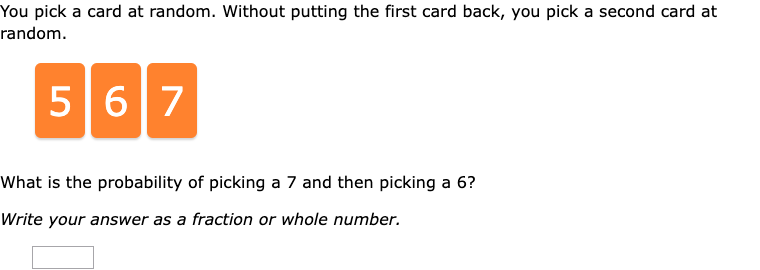 You pick a card at random. Without putting the first card back, you pick a second card at
random.
5 6 7
What is the probability of picking a 7 and then picking a 6?
Write your answer as a fraction or whole number.